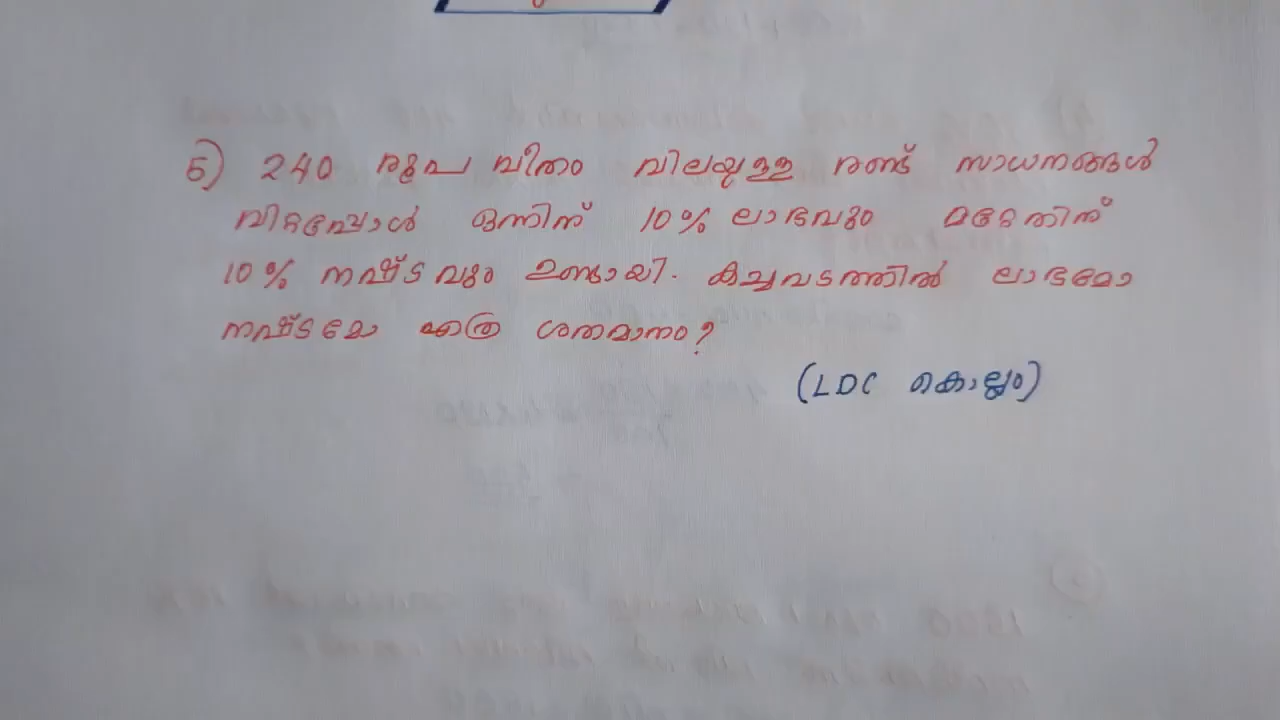 5) 240 രൂപ വീതം വിലയുള്ള രണ്ട് സാധനങ്ങൾ
വിറ്റപ്പോൾ ഒന്നിന് 10% ലാഭവും മറ്റേതിന്
10% നഷ്ടവും ഉണ്ടായി. കച്ചവടത്തിൽ ലാഭമോ
നഷ്ടമോ എത്ര ശതമാനം?
(LDC കൊല്ലം)